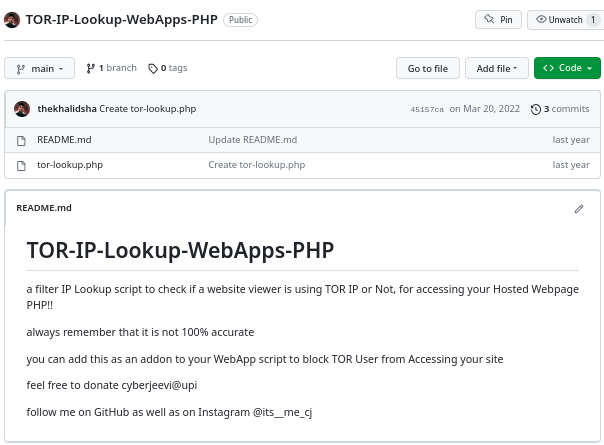 TOR-IP-Lookup-WebApps-PHP Public Pin Unwatch 1
main 1 branch 0 tags Go to file Add file Code
thekhalidsha Create tor-lookup.php 45157ca on Mar 20, 2022 3 commits
README.md Update README.md last year
tor-lookup.php Create tor-lookup.php last year
README.md
TOR-IP-Lookup-WebApps-PHP
a filter IP Lookup script to check if a website viewer is using TOR IP or Not, for accessing your Hosted Webpage
PHP!!
always remember that it is not 100% accurate
you can add this as an addon to your WebApp script to block TOR User from Accessing your site
feel free to donate cyberjeevi@upi
follow me on GitHub as well as on Instagram @its__me_cj